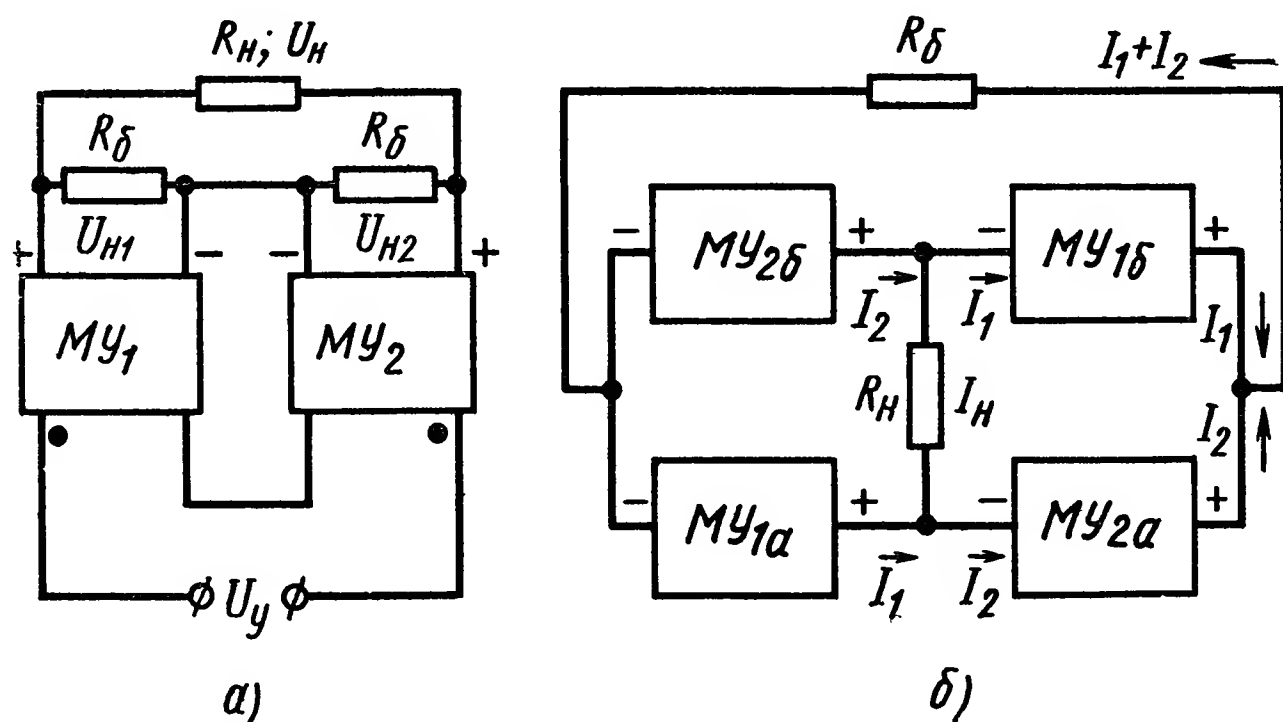 Rн; Uн
Rб Rб
+ Uн1 − − Uн2 +
МУ1 МУ2
Uу
а)
Rб I1+I2
− МУ2б + − МУ1б +
I2 I1 I1
Rн Iн
I2
− МУ1а + − МУ2а +
I1 I2
б)